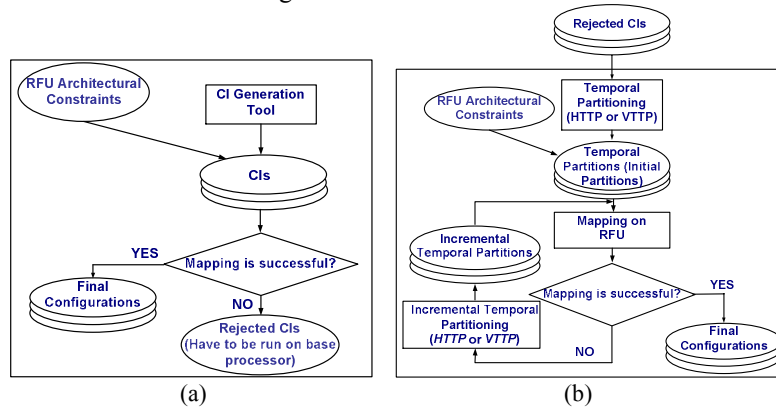 RFU Architectural
Constraints
CI Generation
Tool
CIs
Mapping is successful?
YES
NO
Final
Configurations
Rejected CIs
(Have to be run on base
processor)
(a)
Rejected CIs
Temporal
Partitioning
(HTTP or VTTP)
RFU Architectural
Constraints
Temporal
Partitions (Initial
Partitions)
Mapping on
RFU
Incremental
Temporal Partitions
Mapping is successful?
YES
NO
Incremental Temporal
Partitioning
(HTTP or VTTP)
Final
Configurations
(b)